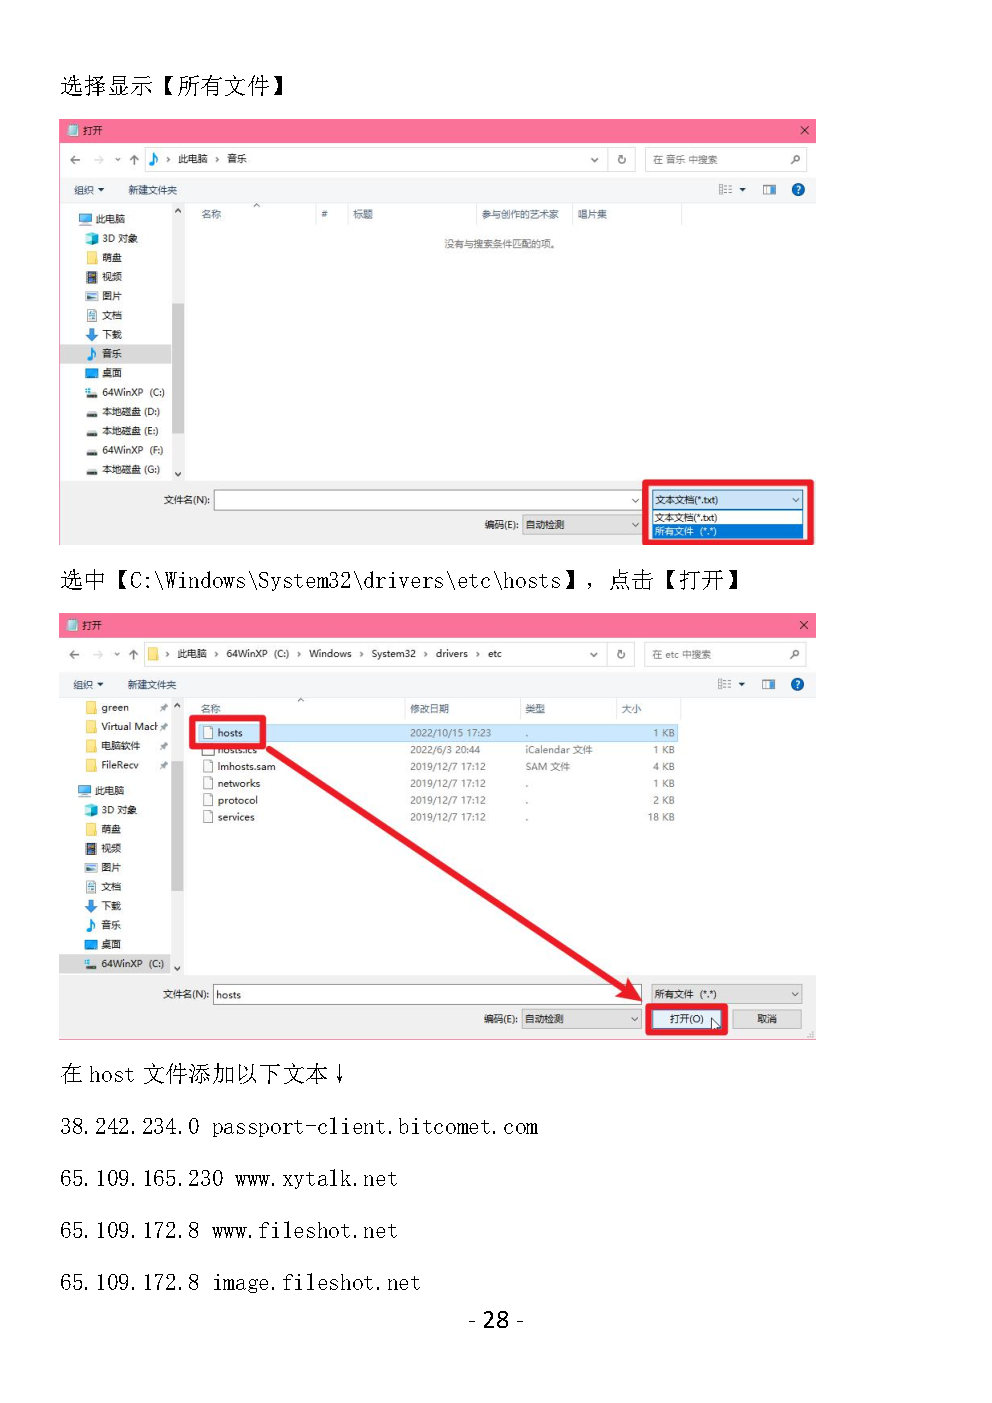 选择显示【所有文件】
打开
此电脑 › 音乐
在 音乐 中搜索
组织 新建文件夹
名称 # 标题 参与创作的艺术家 唱片集
没有与搜索条件匹配的项。
此电脑
3D 对象
萌盘
视频
图片
文档
下载
音乐
桌面
64WinXP (C:)
本地磁盘 (D:)
本地磁盘 (E:)
64WinXP (F:)
本地磁盘 (G:)
文件名(N): 文本文档(*.txt)
文本文档(*.txt)
编码(E): 自动检测 所有文件 (*.*)
选中【C:\Windows\System32\drivers\etc\hosts】，点击【打开】
打开
此电脑 › 64WinXP (C:) › Windows › System32 › drivers › etc
在 etc 中搜索
组织 新建文件夹
green
Virtual Mach
电脑软件
FileRecv
此电脑
3D 对象
萌盘
视频
图片
文档
下载
音乐
桌面
64WinXP (C:)
名称 修改日期 类型 大小
hosts 2022/10/15 17:23 . 1 KB
hosts.ics 2022/6/3 20:44 iCalendar 文件 1 KB
lmhosts.sam 2019/12/7 17:12 SAM 文件 4 KB
networks 2019/12/7 17:12 . 1 KB
protocol 2019/12/7 17:12 . 2 KB
services 2019/12/7 17:12 . 18 KB
文件名(N): hosts 所有文件 (*.*)
编码(E): 自动检测 打开(O) 取消
在 host 文件添加以下文本↓
38.242.234.0 passport-client.bitcomet.com
65.109.165.230 www.xytalk.net
65.109.172.8 www.fileshot.net
65.109.172.8 image.fileshot.net
- 28 -